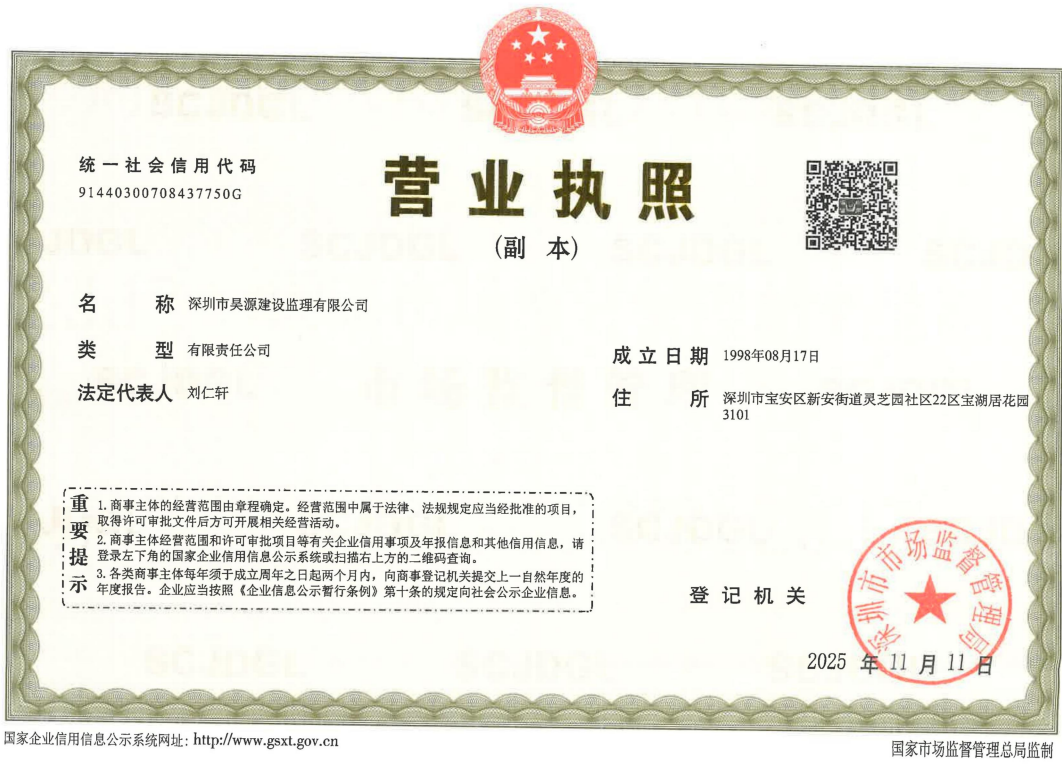 统一社会信用代码
91440300708437750G
营业执照
(副 本)
名 称 深圳市昊源建设监理有限公司
类 型 有限责任公司
法定代表人 刘仁轩
成立日期 1998年08月17日
住 所 深圳市宝安区新安街道灵芝园社区22区宝湖居花园
3101
重要提示
1. 商事主体的经营范围由章程确定。经营范围中属于法律、法规规定应当经批准的项目，
取得许可审批文件后方可开展相关经营活动。
2. 商事主体经营范围和许可审批项目等有关企业信用事项及年报信息和其他信用信息，请
登录左下角的国家企业信用信息公示系统或扫描右上方的二维码查询。
3. 各类商事主体每年须于成立周年之日起两个月内，向商事登记机关提交上一自然年度的
年度报告。企业应当按照《企业信息公示暂行条例》第十条的规定向社会公示企业信息。
登记机关
深圳市市场监督管理局
2025 年 11 月 11 日
国家企业信用信息公示系统网址：http://www.gsxt.gov.cn
国家市场监督管理总局监制
SCJDGL